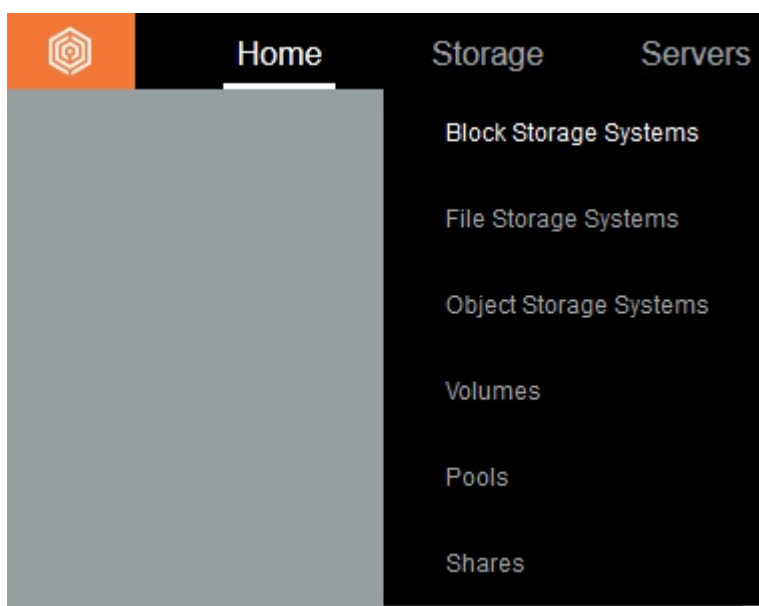 Home Storage Servers
Block Storage Systems
File Storage Systems
Object Storage Systems
Volumes
Pools
Shares